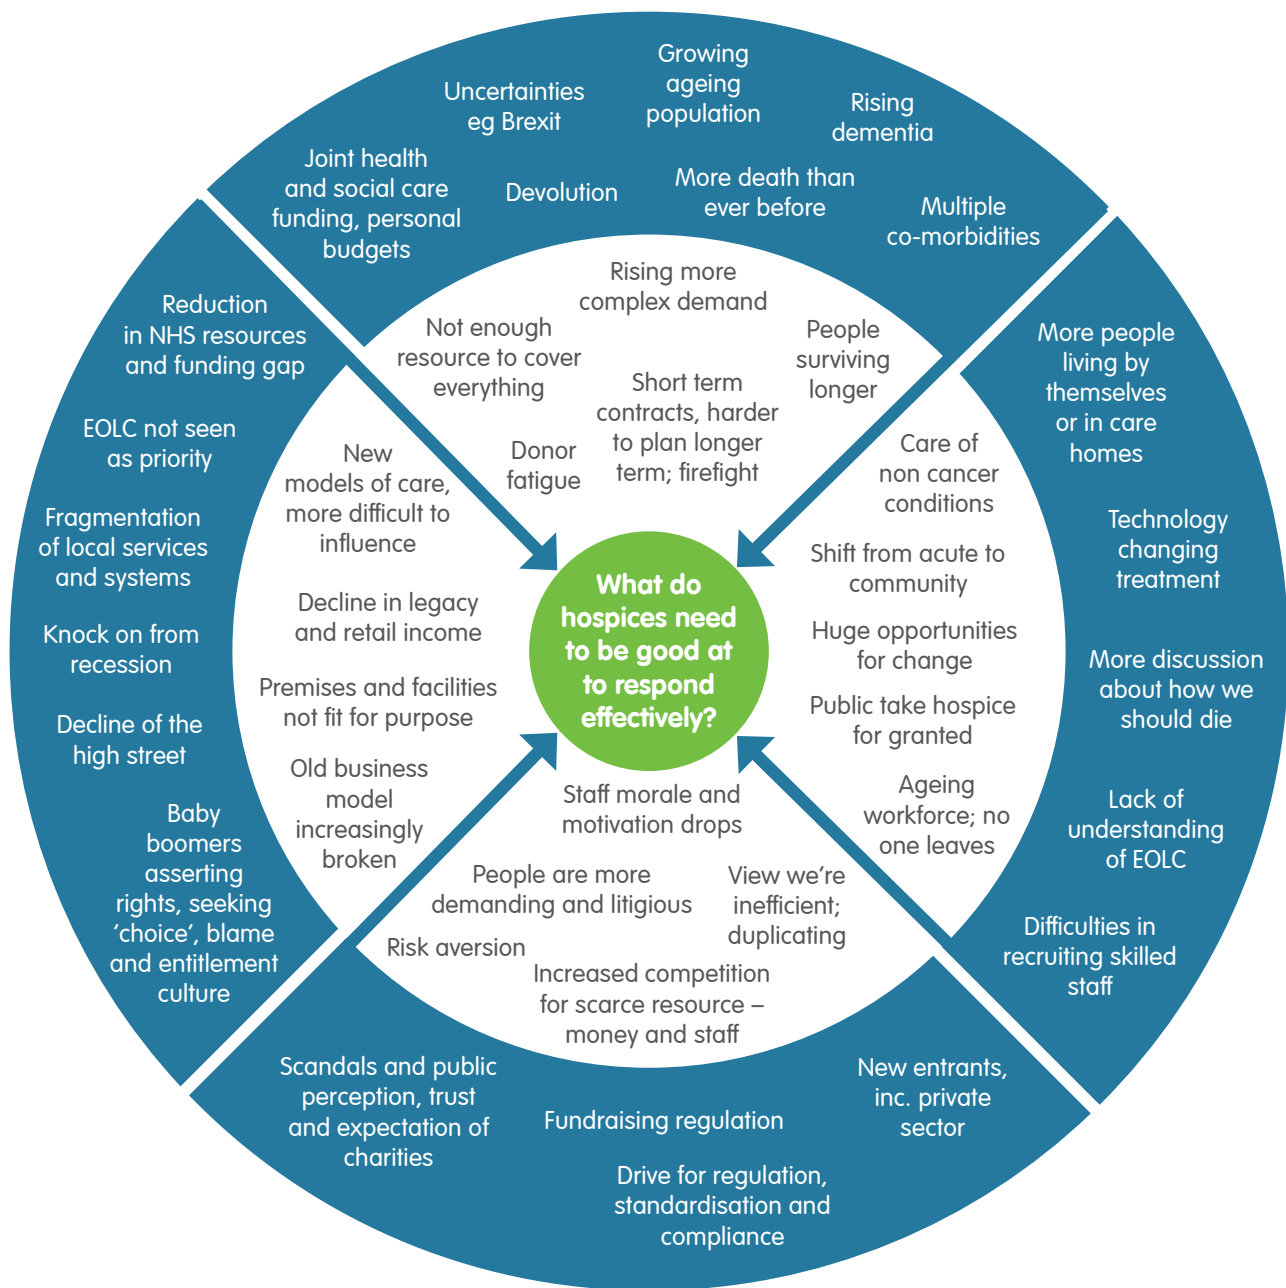 Growing
ageing
population
Uncertainties
eg Brexit
Rising
dementia
Joint health
and social care
funding, personal
budgets
Devolution
More death than
ever before
Multiple
co-morbidities
Rising more
complex demand
Not enough
resource to cover
everything
People
surviving
longer
Short term
contracts, harder
to plan longer
term; firefight
Donor
fatigue
More people
living by
themselves
or in care
homes
Technology
changing
treatment
More discussion
about how we
should die
Lack of
understanding
of EOLC
Difficulties in
recruiting skilled
staff
Care of
non cancer
conditions
Shift from acute to
community
Huge opportunities
for change
Public take hospice
for granted
Ageing
workforce; no
one leaves
What do
hospices need
to be good at
to respond
effectively?
Reduction
in NHS resources
and funding gap
EOLC not seen
as priority
Fragmentation
of local services
and systems
Knock on from
recession
Decline of the
high street
Baby
boomers
asserting
rights, seeking
‘choice’, blame
and entitlement
culture
New
models of care,
more difficult to
influence
Decline in legacy
and retail income
Premises and facilities
not fit for purpose
Old business
model
increasingly
broken
Staff morale and
motivation drops
People are more
demanding and litigious
View we’re
inefficient;
duplicating
Risk aversion
Increased competition
for scarce resource –
money and staff
Scandals and public
perception, trust
and expectation of
charities
Fundraising regulation
New entrants,
inc. private
sector
Drive for regulation,
standardisation and
compliance